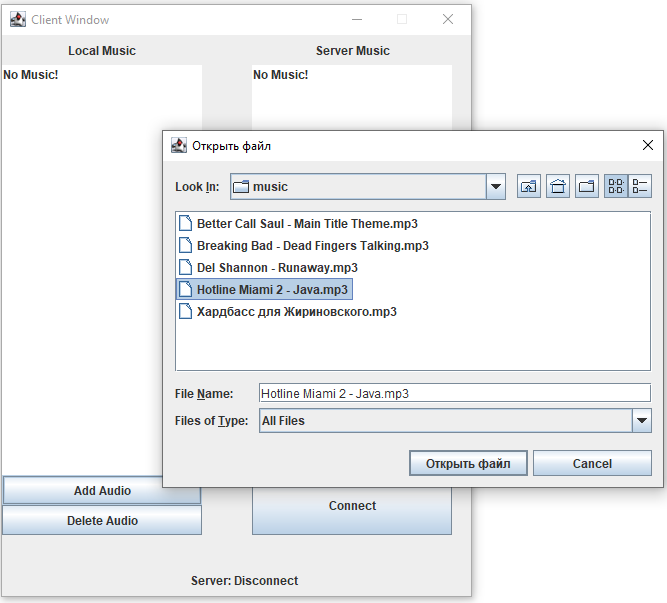 Client Window
Local Music
Server Music
No Music!
No Music!
Открыть файл
Look In:
music
Better Call Saul - Main Title Theme.mp3
Breaking Bad - Dead Fingers Talking.mp3
Del Shannon - Runaway.mp3
Hotline Miami 2 - Java.mp3
Хардбасс для Жириновского.mp3
File Name:
Hotline Miami 2 - Java.mp3
Files of Type:
All Files
Открыть файл
Cancel
Add Audio
Connect
Delete Audio
Server: Disconnect